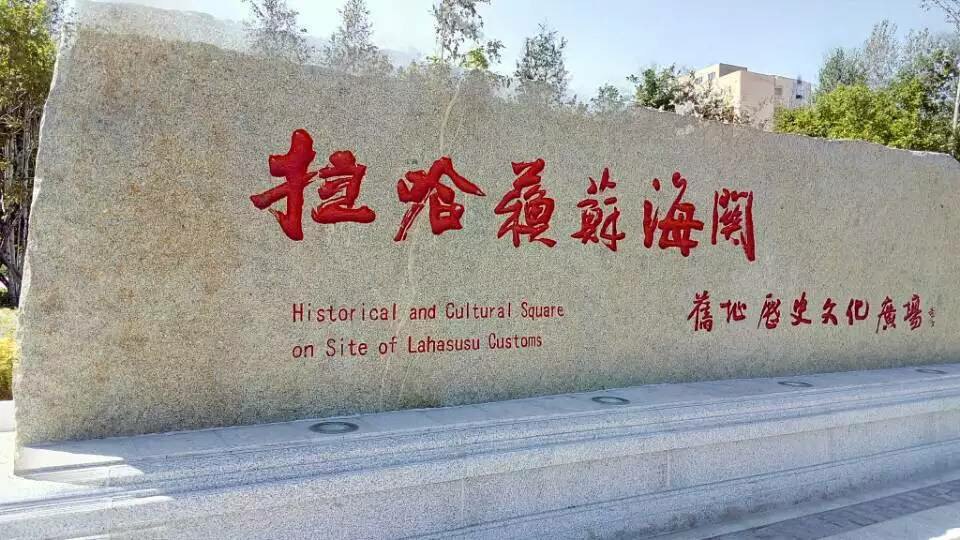 拉哈蘇蘇海關
Historical and Cultural Square
on Site of Lahasusu Customs
舊址歷史文化廣場